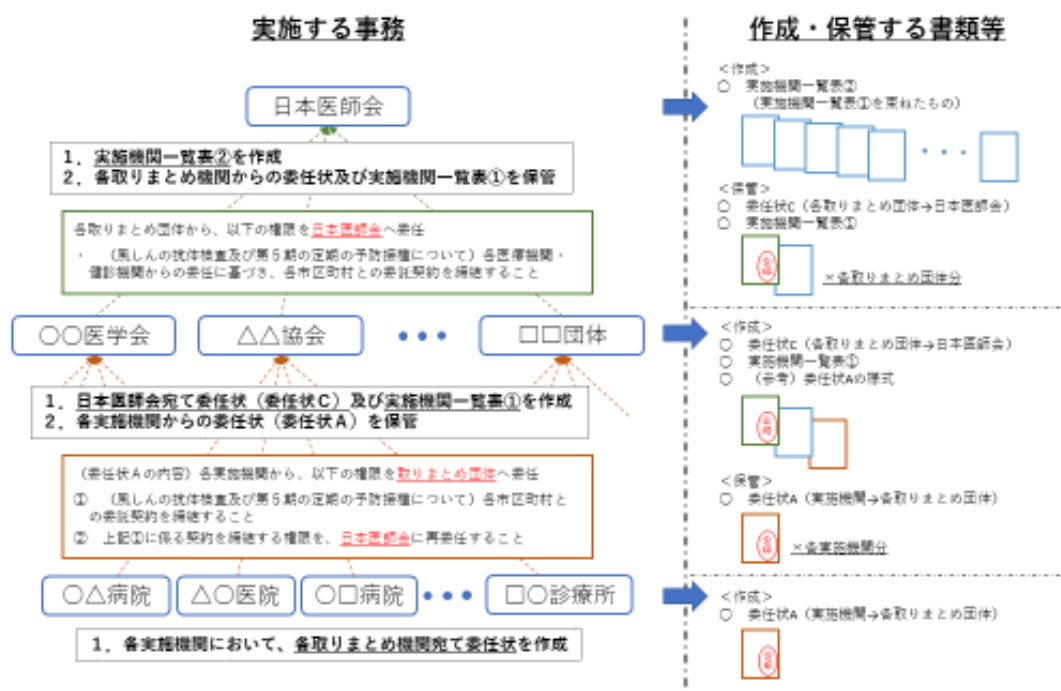 実施する事務
作成・保管する書類等
日本医師会
1．実施機関一覧表②を作成
2．各取りまとめ機関からの委任状及び実施機関一覧表①を保管
各取りまとめ団体から、以下の権限を日本医師会へ委任
・　（風しんの抗体検査及び第５期の定期の予防接種について）各医療機関・
健診機関からの委任に基づき、各市区町村との委託契約を締結すること
○○医学会
△△協会
・・・
□□団体
1．日本医師会宛て委任状（委任状Ｃ）及び実施機関一覧表①を作成
2．各実施機関からの委任状（委任状Ａ）を保管
（委任状Ａの内容）各実施機関から、以下の権限を取りまとめ団体へ委任
①　（風しんの抗体検査及び第５期の定期の予防接種について）各市区町村と
の委託契約を締結すること
②　上記①に係る契約を締結する権限を、日本医師会に再委任すること
○△病院
△○医院
○□病院
・・・
□○診療所
1．各実施機関において、各取りまとめ機関宛て委任状を作成
＜作成＞
○　実施機関一覧表②
（実施機関一覧表①を束ねたもの）
・・・
＜保管＞
○　委任状C（各取りまとめ団体→日本医師会）
○　実施機関一覧表①
×各取りまとめ団体分
＜作成＞
○　委任状C（各取りまとめ団体→日本医師会）
○　実施機関一覧表①
○　（参考）委任状Aの様式
＜保管＞
○　委任状A（実施機関→各取りまとめ団体）
×各実施機関分
＜作成＞
○　委任状A（実施機関→各取りまとめ団体）